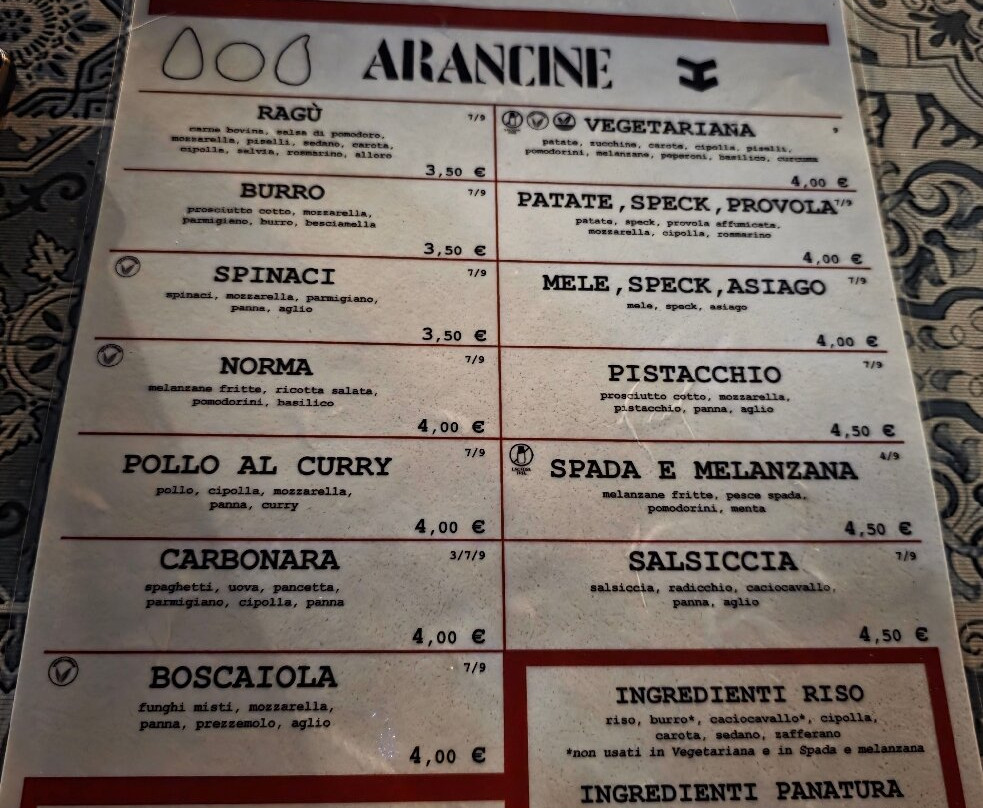 ARANCINE
RAGÙ 7/9
carne bovina, salsa di pomodoro,
mozzarella, piselli, sedano, carota,
cipolla, salvia, rosmarino, alloro
3,50 €
BURRO 7/9
prosciutto cotto, mozzarella,
parmigiano, burro, besciamella
3,50 €
SPINACI 7/9
spinaci, mozzarella, parmigiano,
panna, aglio
3,50 €
NORMA 7/9
melanzane fritte, ricotta salata,
pomodorini, basilico
4,00 €
POLLO AL CURRY 7/9
pollo, cipolla, mozzarella,
panna, curry
4,00 €
CARBONARA 3/7/9
spaghetti, uova, pancetta,
parmigiano, cipolla, panna
4,00 €
BOSCAIOLA 7/9
funghi misti, mozzarella,
panna, prezzemolo, aglio
4,00 €
VEGETARIANA 9
patate, zucchine, carota, cipolla, piselli,
pomodorini, melanzane, peperoni, basilico, curcuma
4,00 €
PATATE,SPECK,PROVOLA 7/9
patate, speck, provola affumicata,
mozzarella, cipolla, rosmarino
4,00 €
MELE,SPECK,ASIAGO 7/9
mele, speck, asiago
4,00 €
PISTACCHIO 7/9
prosciutto cotto, mozzarella,
pistacchio, panna, aglio
4,50 €
SPADA E MELANZANA 4/9
melanzane fritte, pesce spada,
pomodorini, menta
4,50 €
SALSICCIA 7/9
salsiccia, radicchio, caciocavallo,
panna, aglio
4,50 €
INGREDIENTI RISO
riso, burro*, caciocavallo*, cipolla,
carota, sedano, zafferano
*non usati in Vegetariana e in Spada e melanzana
INGREDIENTI PANATURA